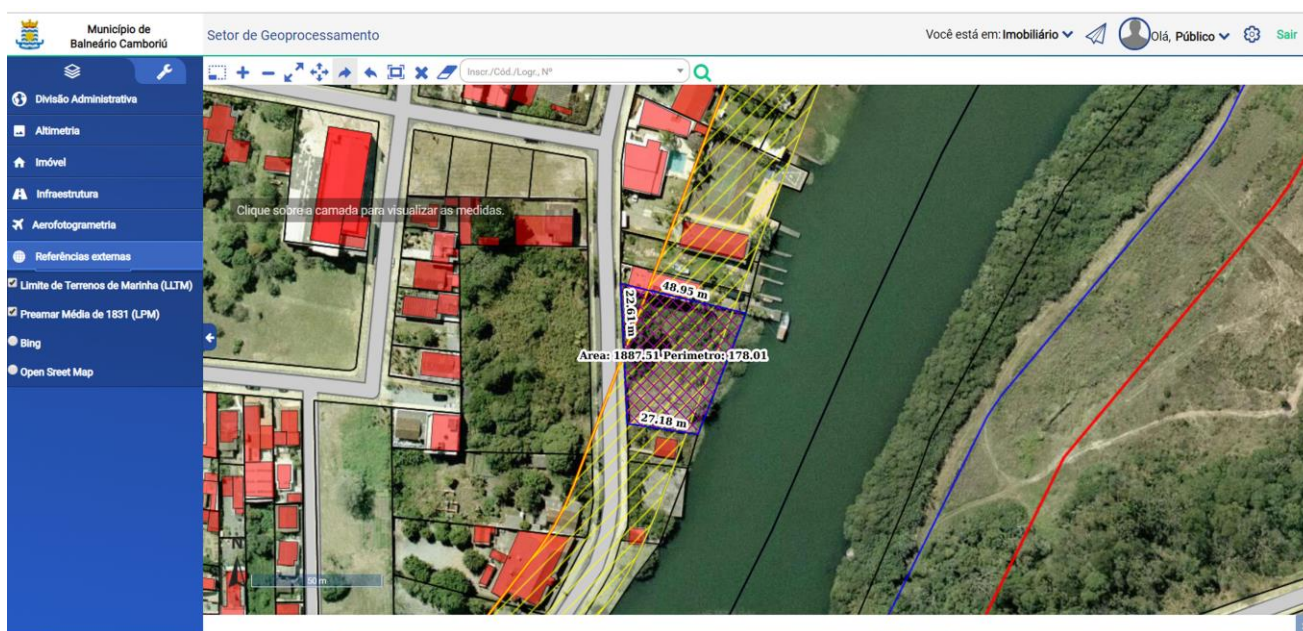 Município de
Balneário Camboriú
Setor de Geoprocessamento
Você está em: Imobiliário
Olá, Público
Sair
Inscr./Cód./Logr., Nº
Divisão Administrativa
Altimetria
Imóvel
Infraestrutura
Aerofotogrametria
Referências externas
Limite de Terrenos de Marinha (LLTM)
Preamar Média de 1831 (LPM)
Bing
Open Sreet Map
Clique sobre a camada para visualizar as medidas.
48.95 m
22.61 m
Area: 1887.51 Perimetro: 178.01
27.18 m
N
50 m